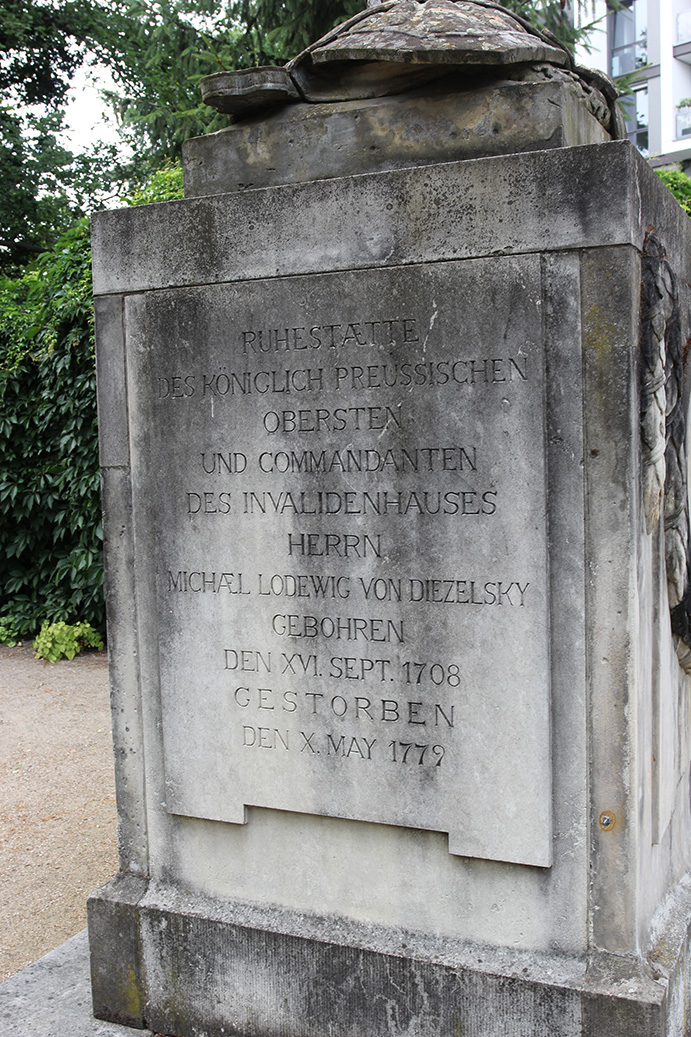 RUHESTÆTTE
DES KÖNIGLICH PREUSSISCHEN
OBERSTEN
UND COMMANDANTEN
DES INVALIDENHAUSES
HERRN
MICHÆL LODEWIG VON DIEZELSKY
GEBOHREN
DEN XVI. SEPT. 1708
GESTORBEN
DEN X. MAY 1779